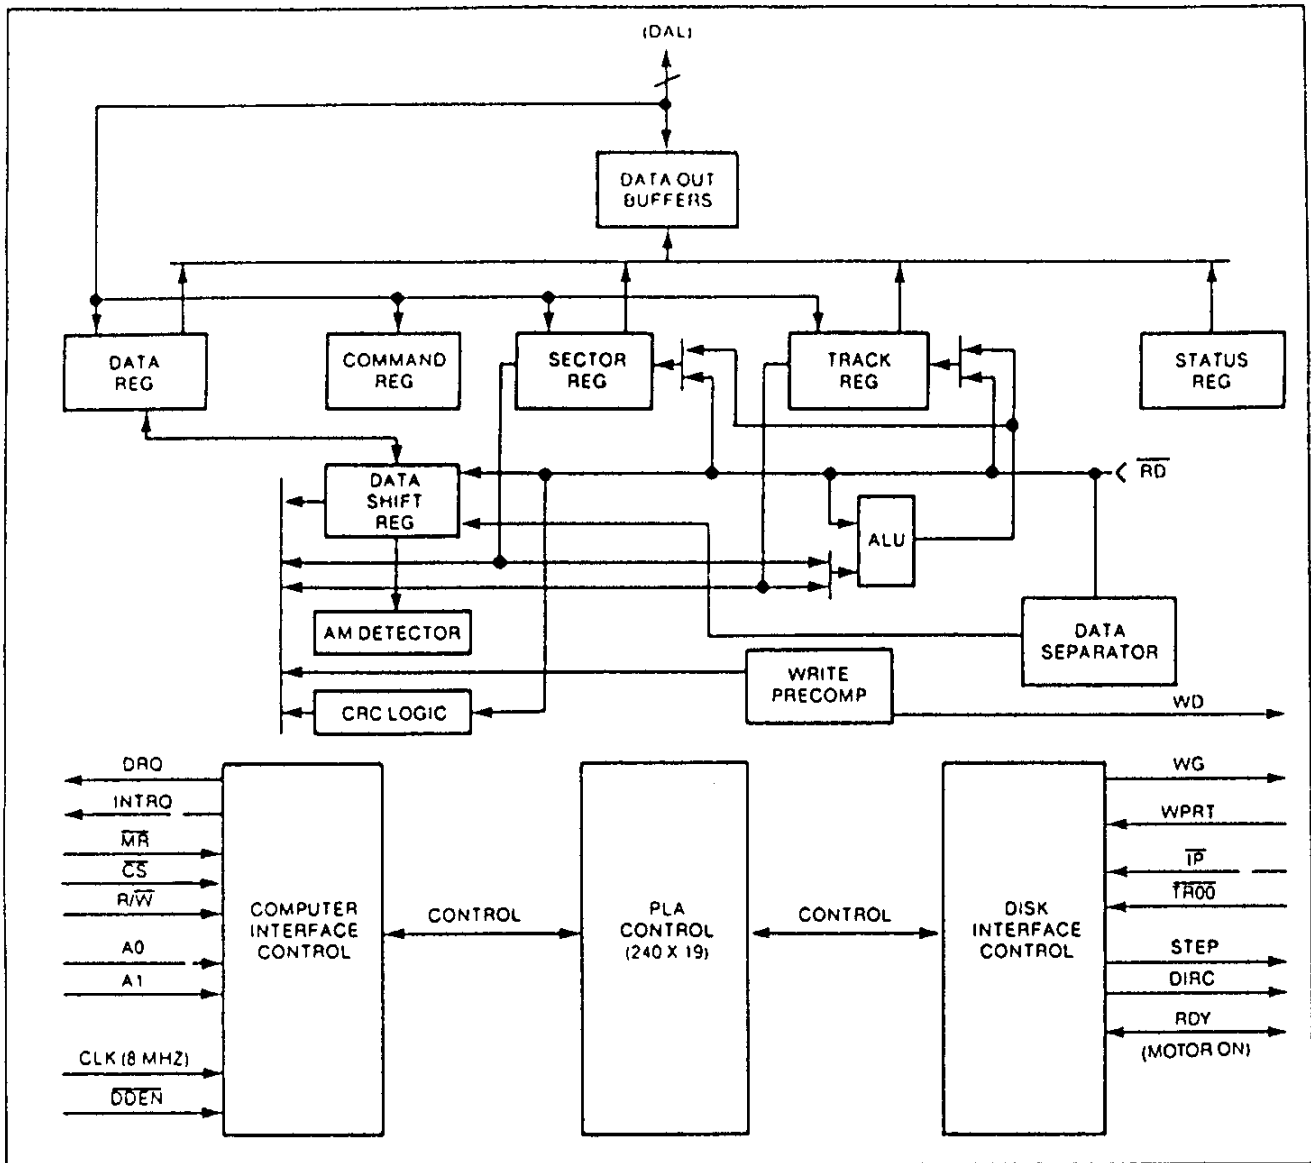 (DAL)
DATA OUT
BUFFERS
DATA
REG
COMMAND
REG
SECTOR
REG
TRACK
REG
STATUS
REG
DATA
SHIFT
REG
RD
ALU
AM DETECTOR
DATA
SEPARATOR
WRITE
PRECOMP
CRC LOGIC
WD
DRQ
INTRQ
MR
CS
R/W
A0
A1
CLK (8 MHZ)
DDEN
COMPUTER
INTERFACE
CONTROL
CONTROL
PLA
CONTROL
(240 X 19)
CONTROL
DISK
INTERFACE
CONTROL
WG
WPRT
IP
TR00
STEP
DIRC
RDY
(MOTOR ON)